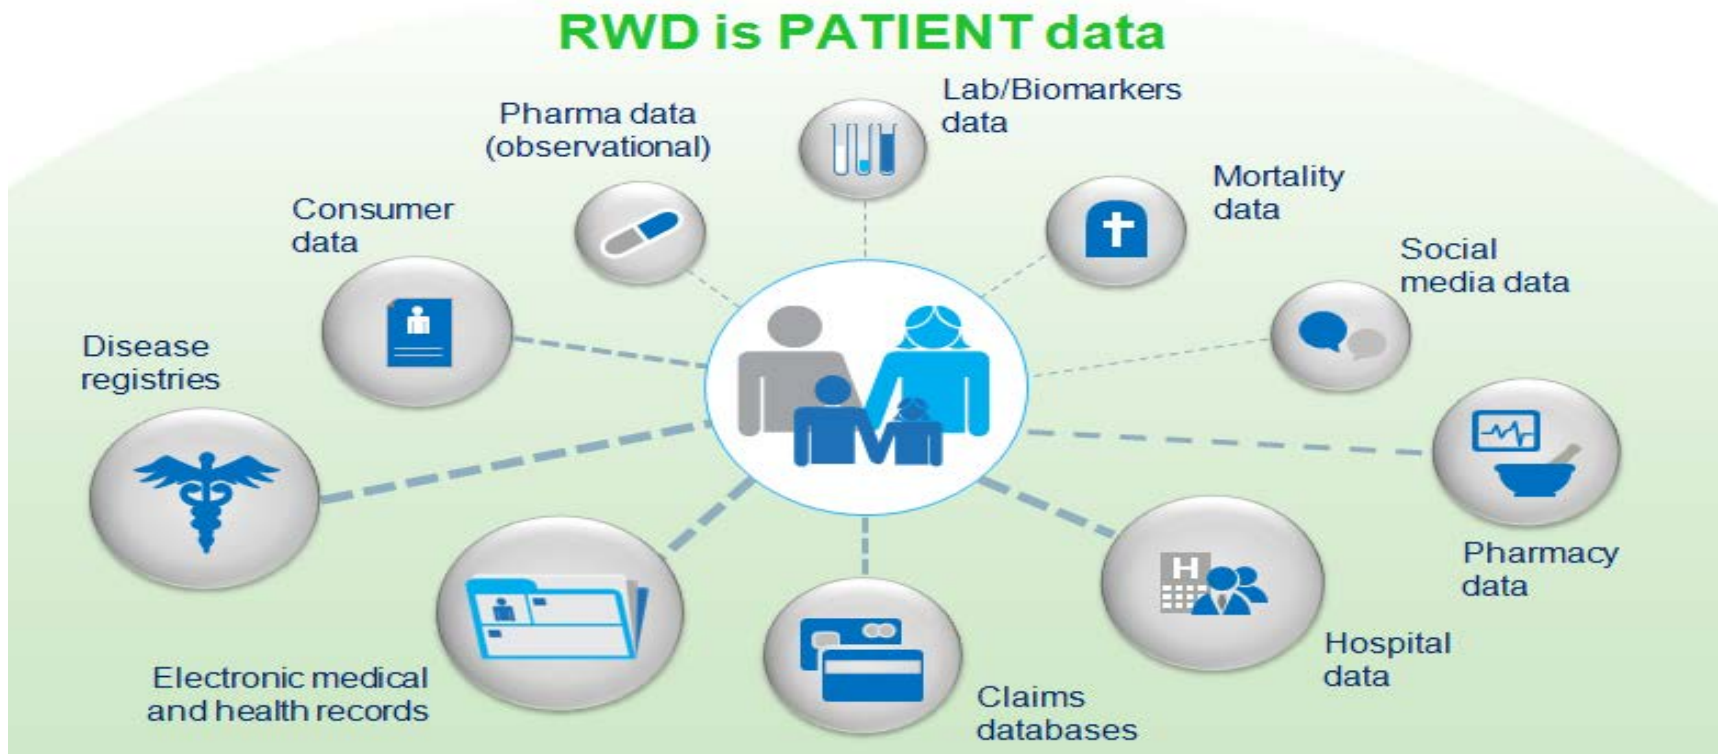 RWD is PATIENT data
Lab/Biomarkers
data
Pharma data
(observational)
Mortality
data
Consumer
data
Social
media data
Disease
registries
H
Pharmacy
data
Hospital
data
Electronic medical
and health records
Claims
databases